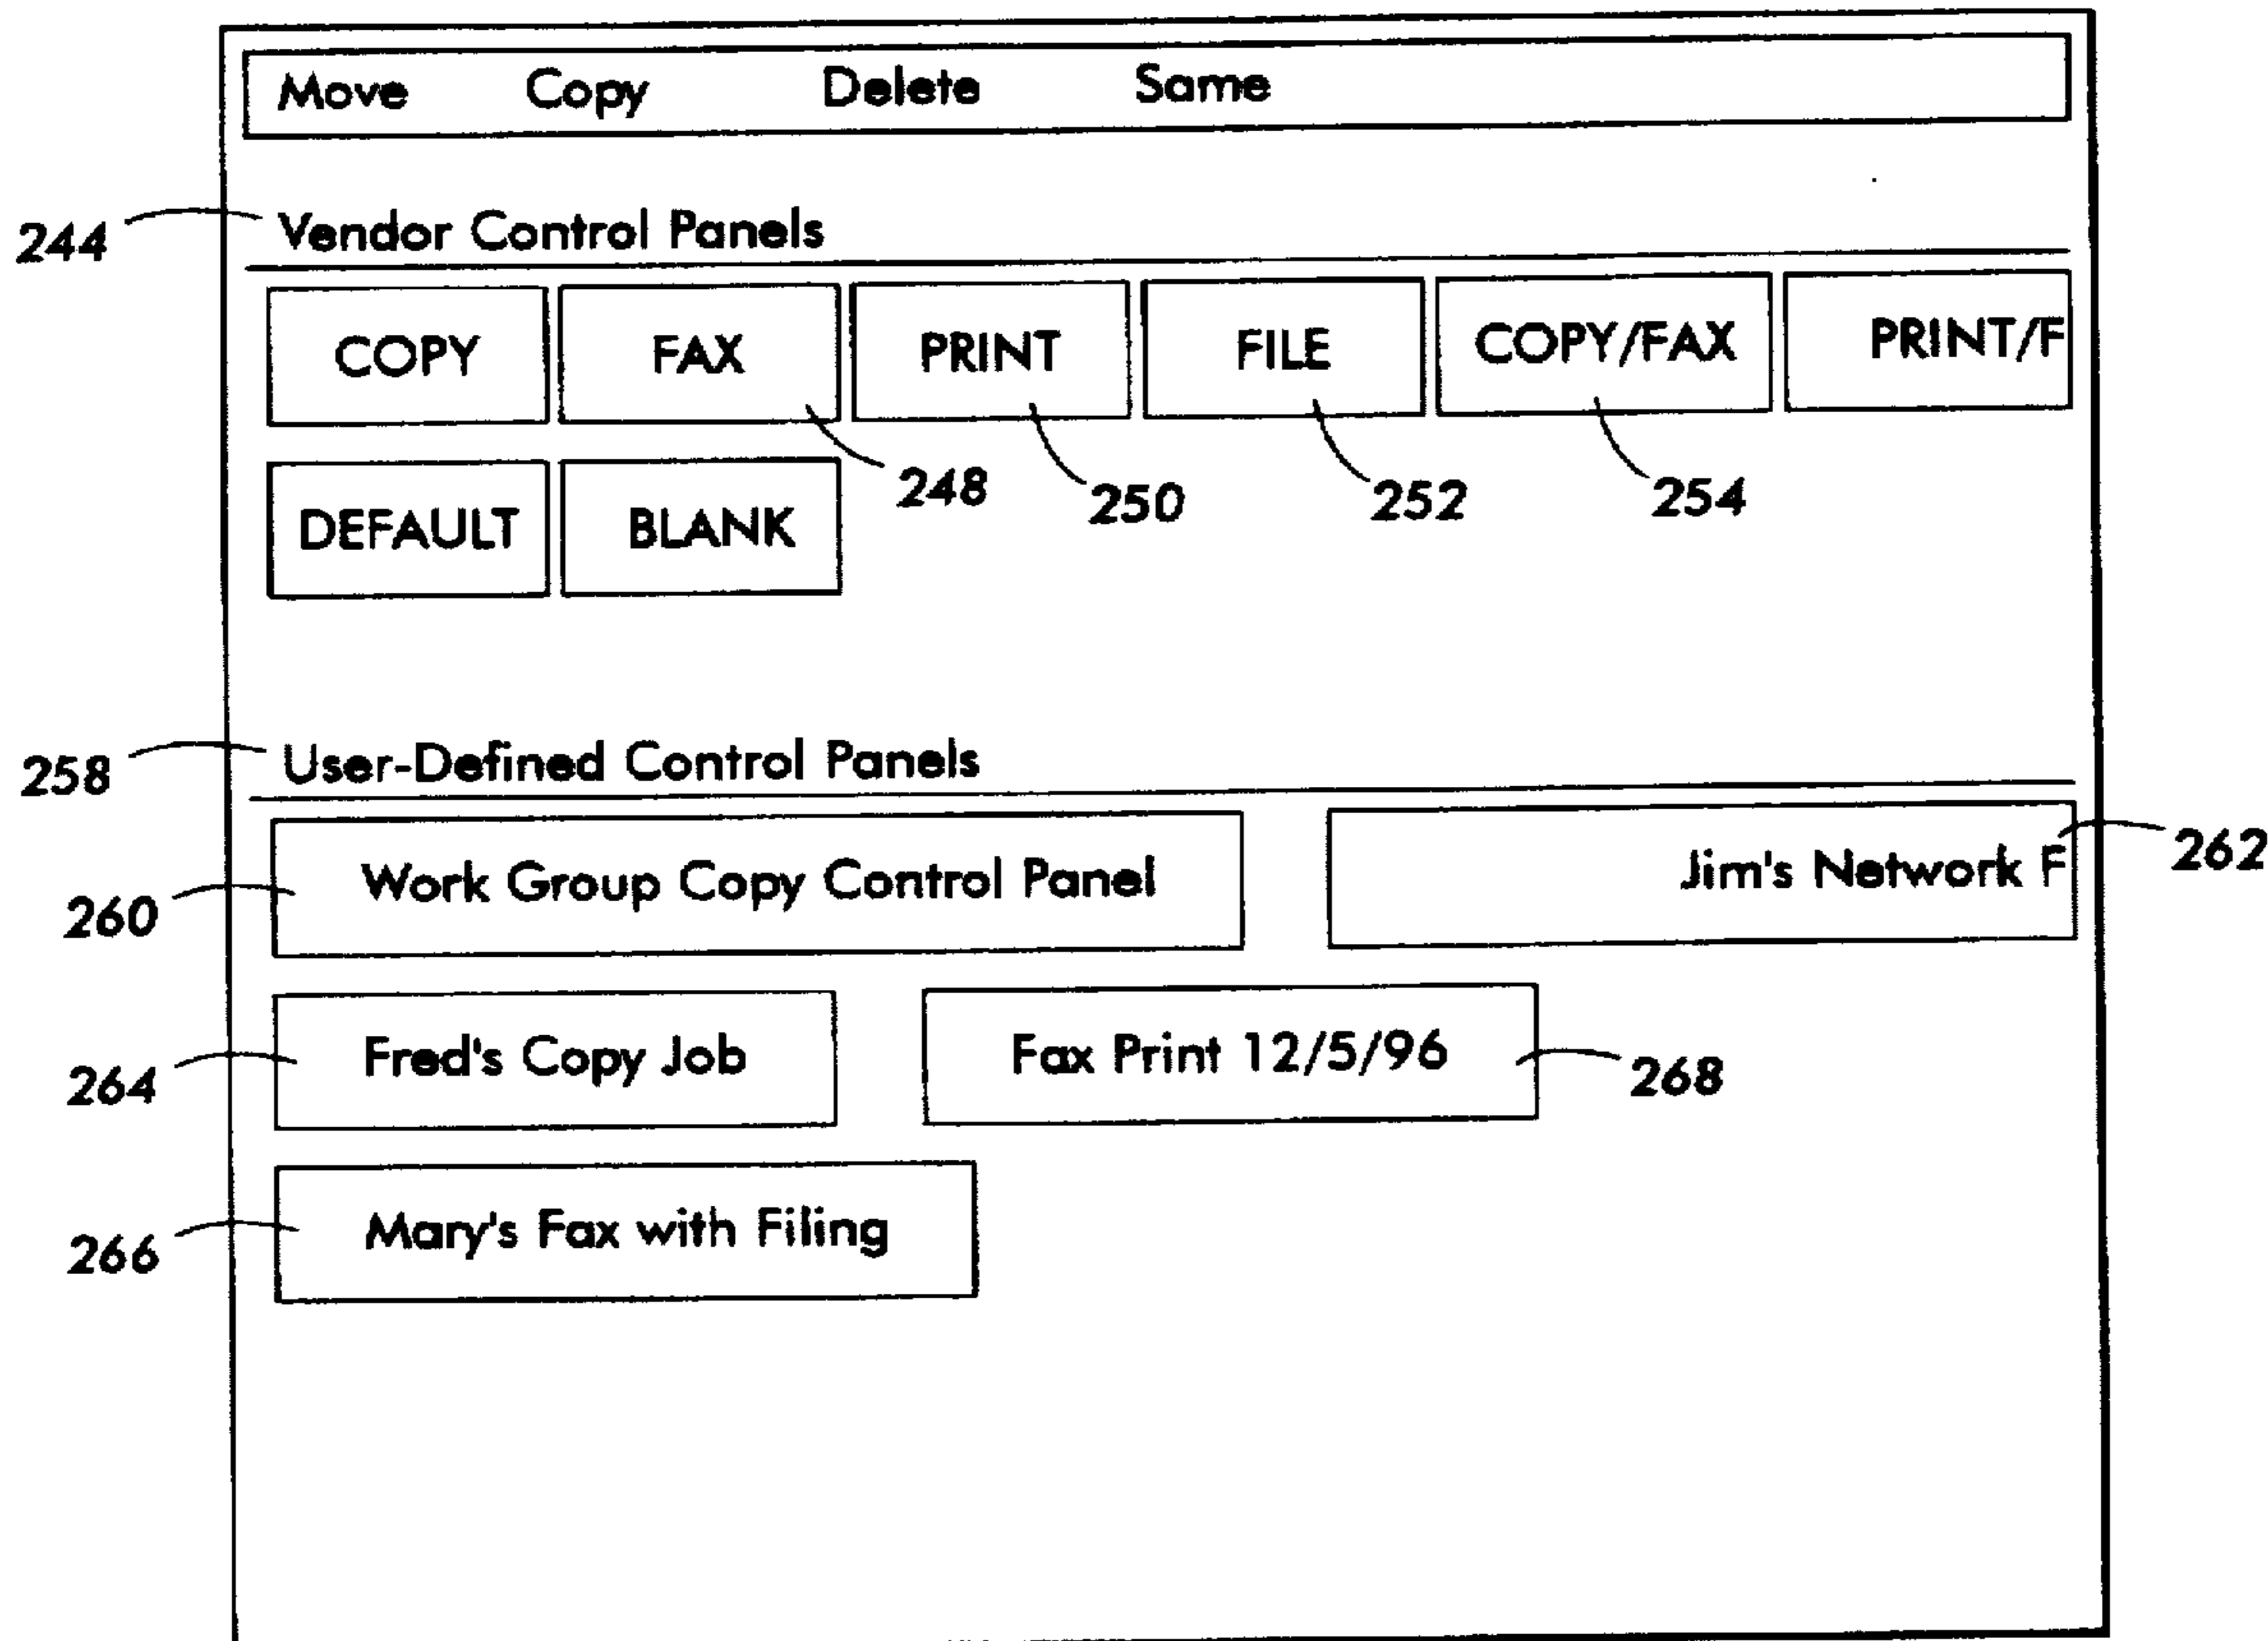 Move Copy Delete Same
244 Vendor Control Panels
COPY FAX PRINT FILE COPY/FAX PRINT/F
248 250 252 254
DEFAULT BLANK
258 User-Defined Control Panels
260 Work Group Copy Control Panel Jim's Network F 262
264 Fred's Copy Job Fax Print 12/5/96 268
266 Mary's Fax with Filing